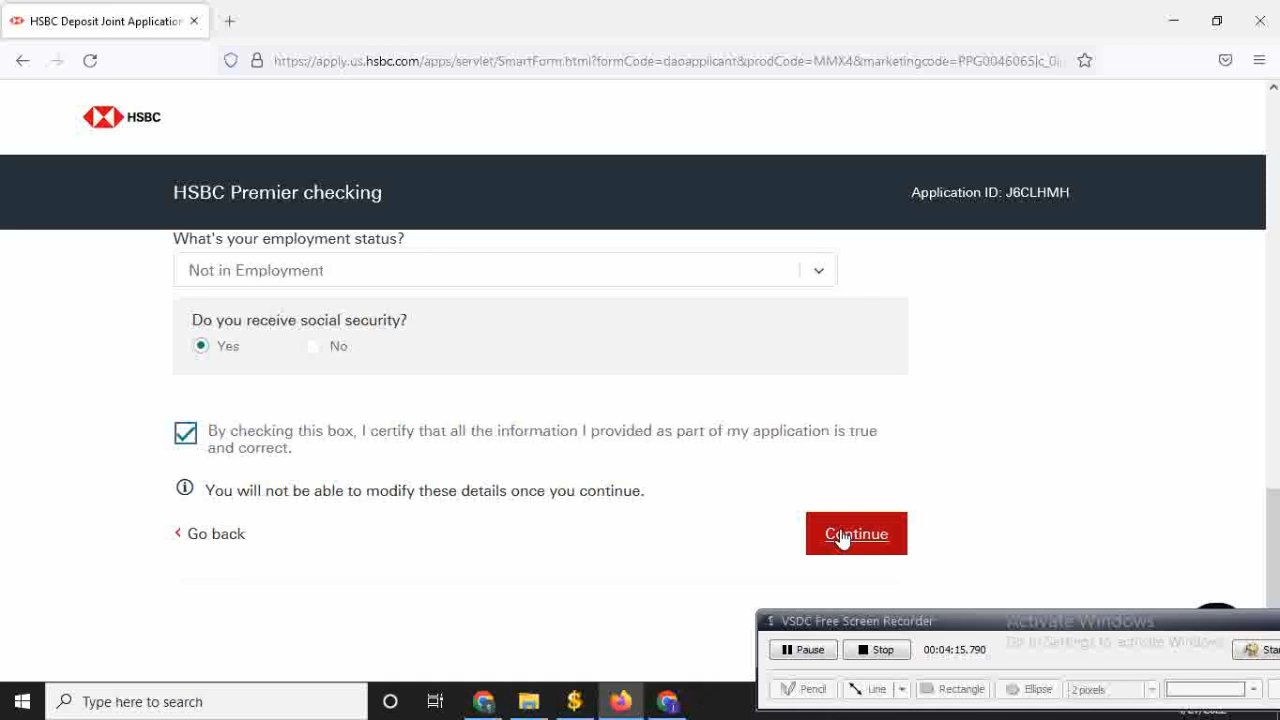 HSBC Deposit Joint Application
https://apply.us.hsbc.com/apps/servlet/SmartForm.html?formCode=daoapplicant&prodCode=MMX4&marketingcode=PPG0046065|c_0|
HSBC
HSBC Premier checking
Application ID: J6CLHMH
What's your employment status?
Not in Employment
Do you receive social security?
Yes No
By checking this box, I certify that all the information I provided as part of my application is true
and correct.
You will not be able to modify these details once you continue.
Go back
Continue
VSDC Free Screen Recorder
Activate Windows
Go to Settings to activate Windows.
Pause Stop 00:04:15.790
Pencil Line Rectangle Ellipse 2 pixels
Type here to search